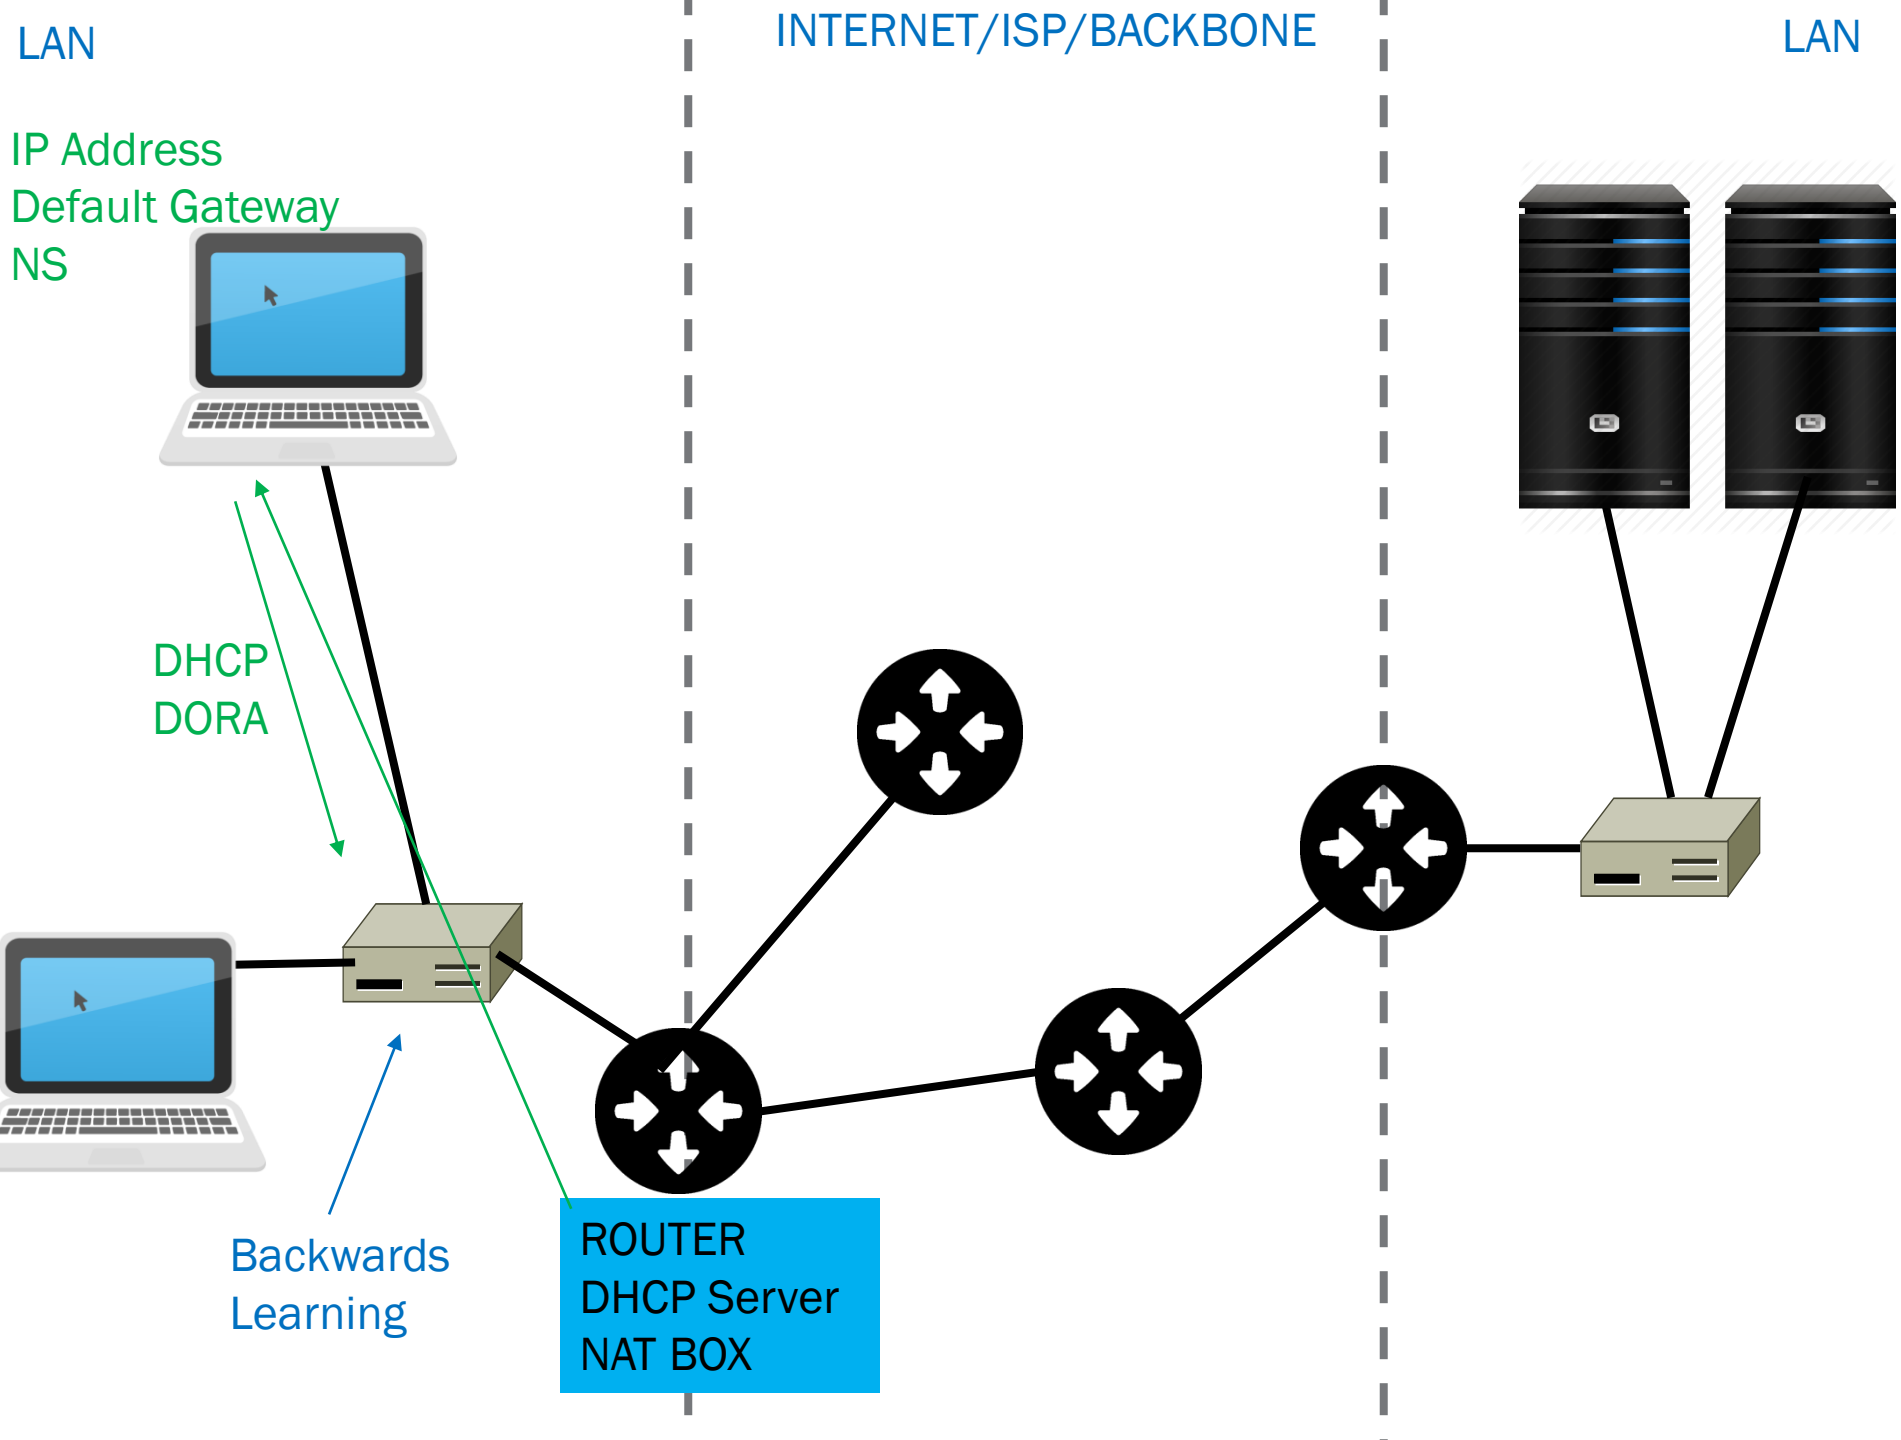 LAN
INTERNET/ISP/BACKBONE
LAN
IP Address
Default Gateway
NS
DHCP
DORA
Backwards
Learning
ROUTER
DHCP Server
NAT BOX